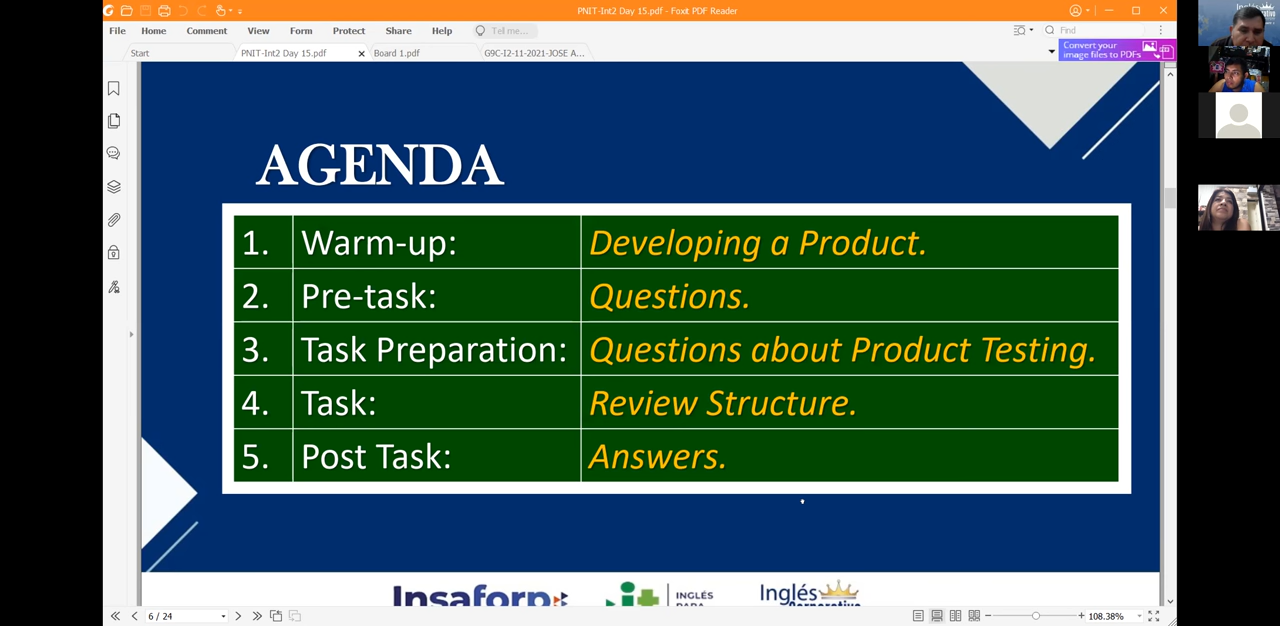 PNIT-Int2 Day 15.pdf - Foxit PDF Reader
File Home Comment View Form Protect Share Help Tell me... Find
Start PNIT-Int2 Day 15.pdf Board 1.pdf G9C-I2-11-2021-JOSE A...
Convert your
image files to PDFs
AGENDA
1. Warm-up: Developing a Product.
2. Pre-task: Questions.
3. Task Preparation: Questions about Product Testing.
4. Task: Review Structure.
5. Post Task: Answers.
Insaforp INGLÉS Inglés
6 / 24 108.38%